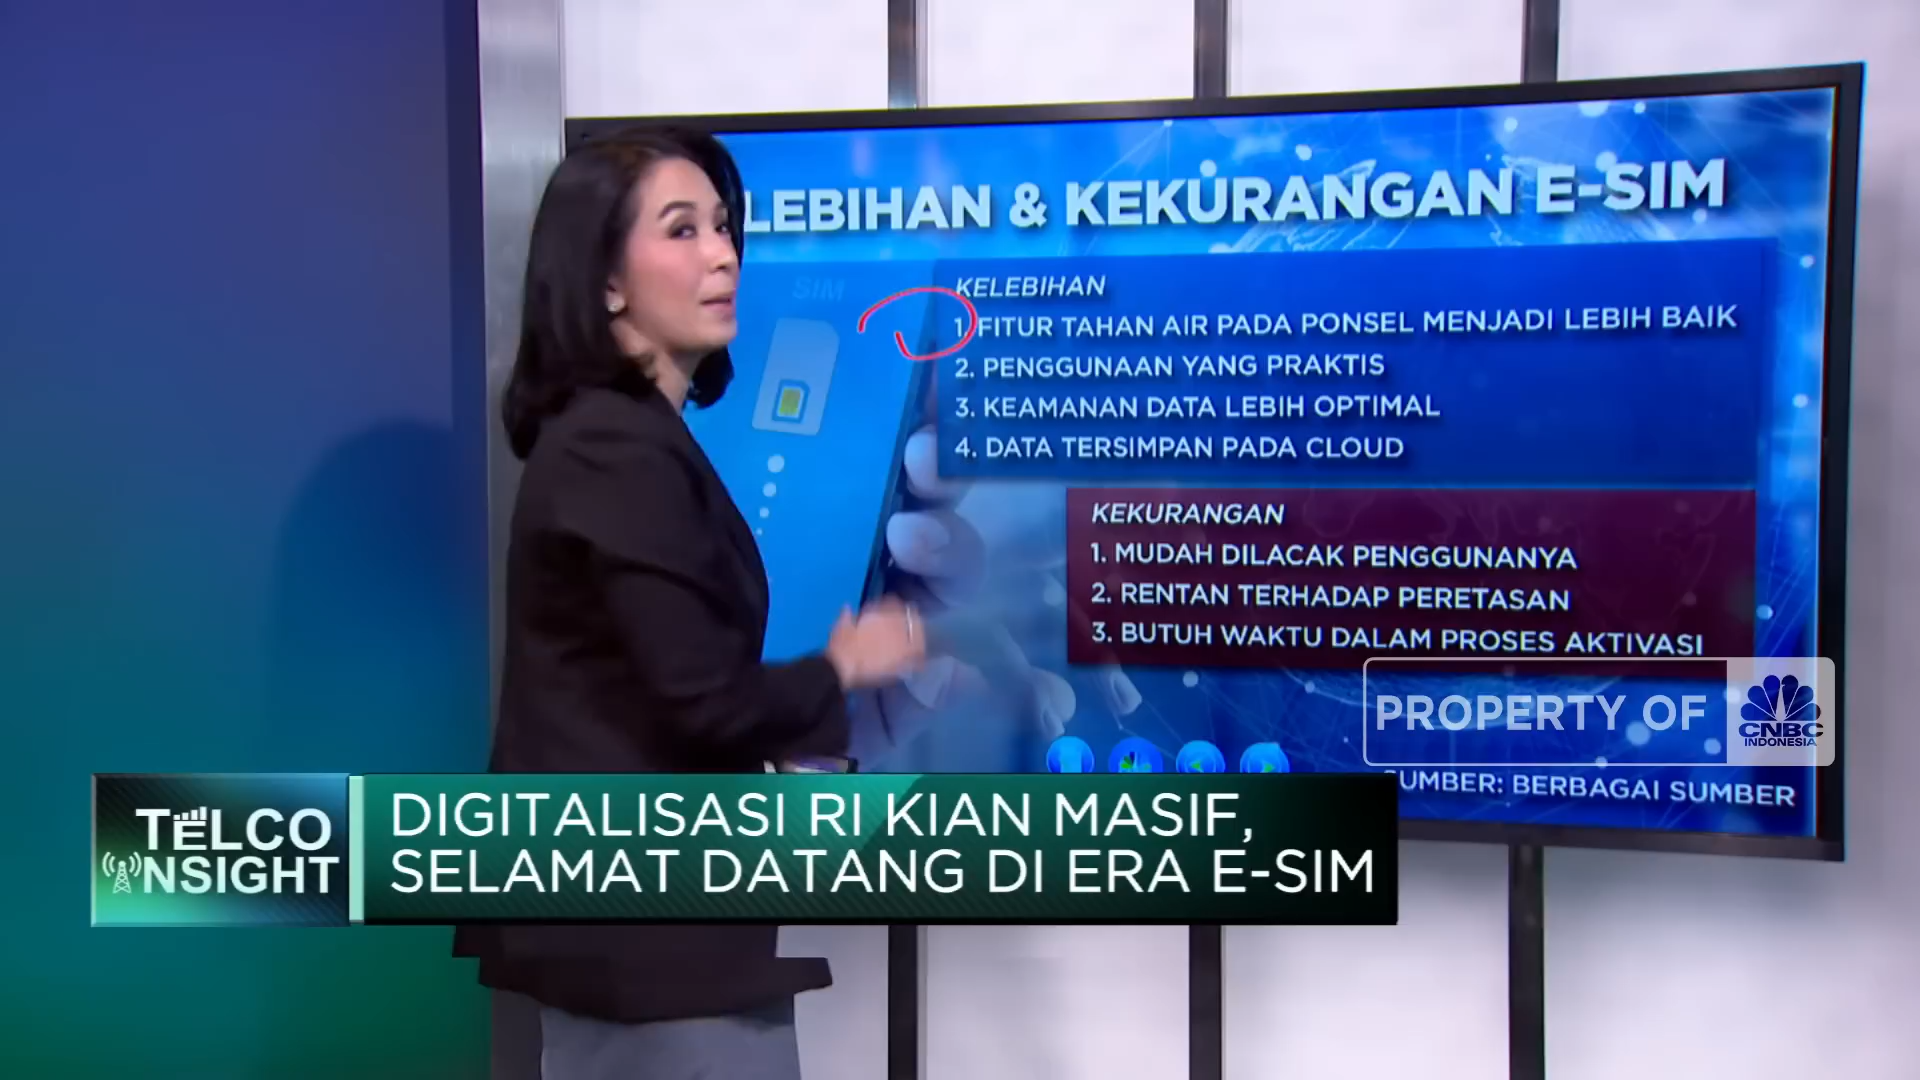 LEBIHAN & KEKURANGAN E-SIM
SIM
KELEBIHAN
1. FITUR TAHAN AIR PADA PONSEL MENJADI LEBIH BAIK
2. PENGGUNAAN YANG PRAKTIS
3. KEAMANAN DATA LEBIH OPTIMAL
4. DATA TERSIMPAN PADA CLOUD
KEKURANGAN
1. MUDAH DILACAK PENGGUNANYA
2. RENTAN TERHADAP PERETASAN
3. BUTUH WAKTU DALAM PROSES AKTIVASI
PROPERTY OF
CNBC
INDONESIA
SUMBER: BERBAGAI SUMBER
TELCO
INSIGHT
DIGITALISASI RI KIAN MASIF,
SELAMAT DATANG DI ERA E-SIM